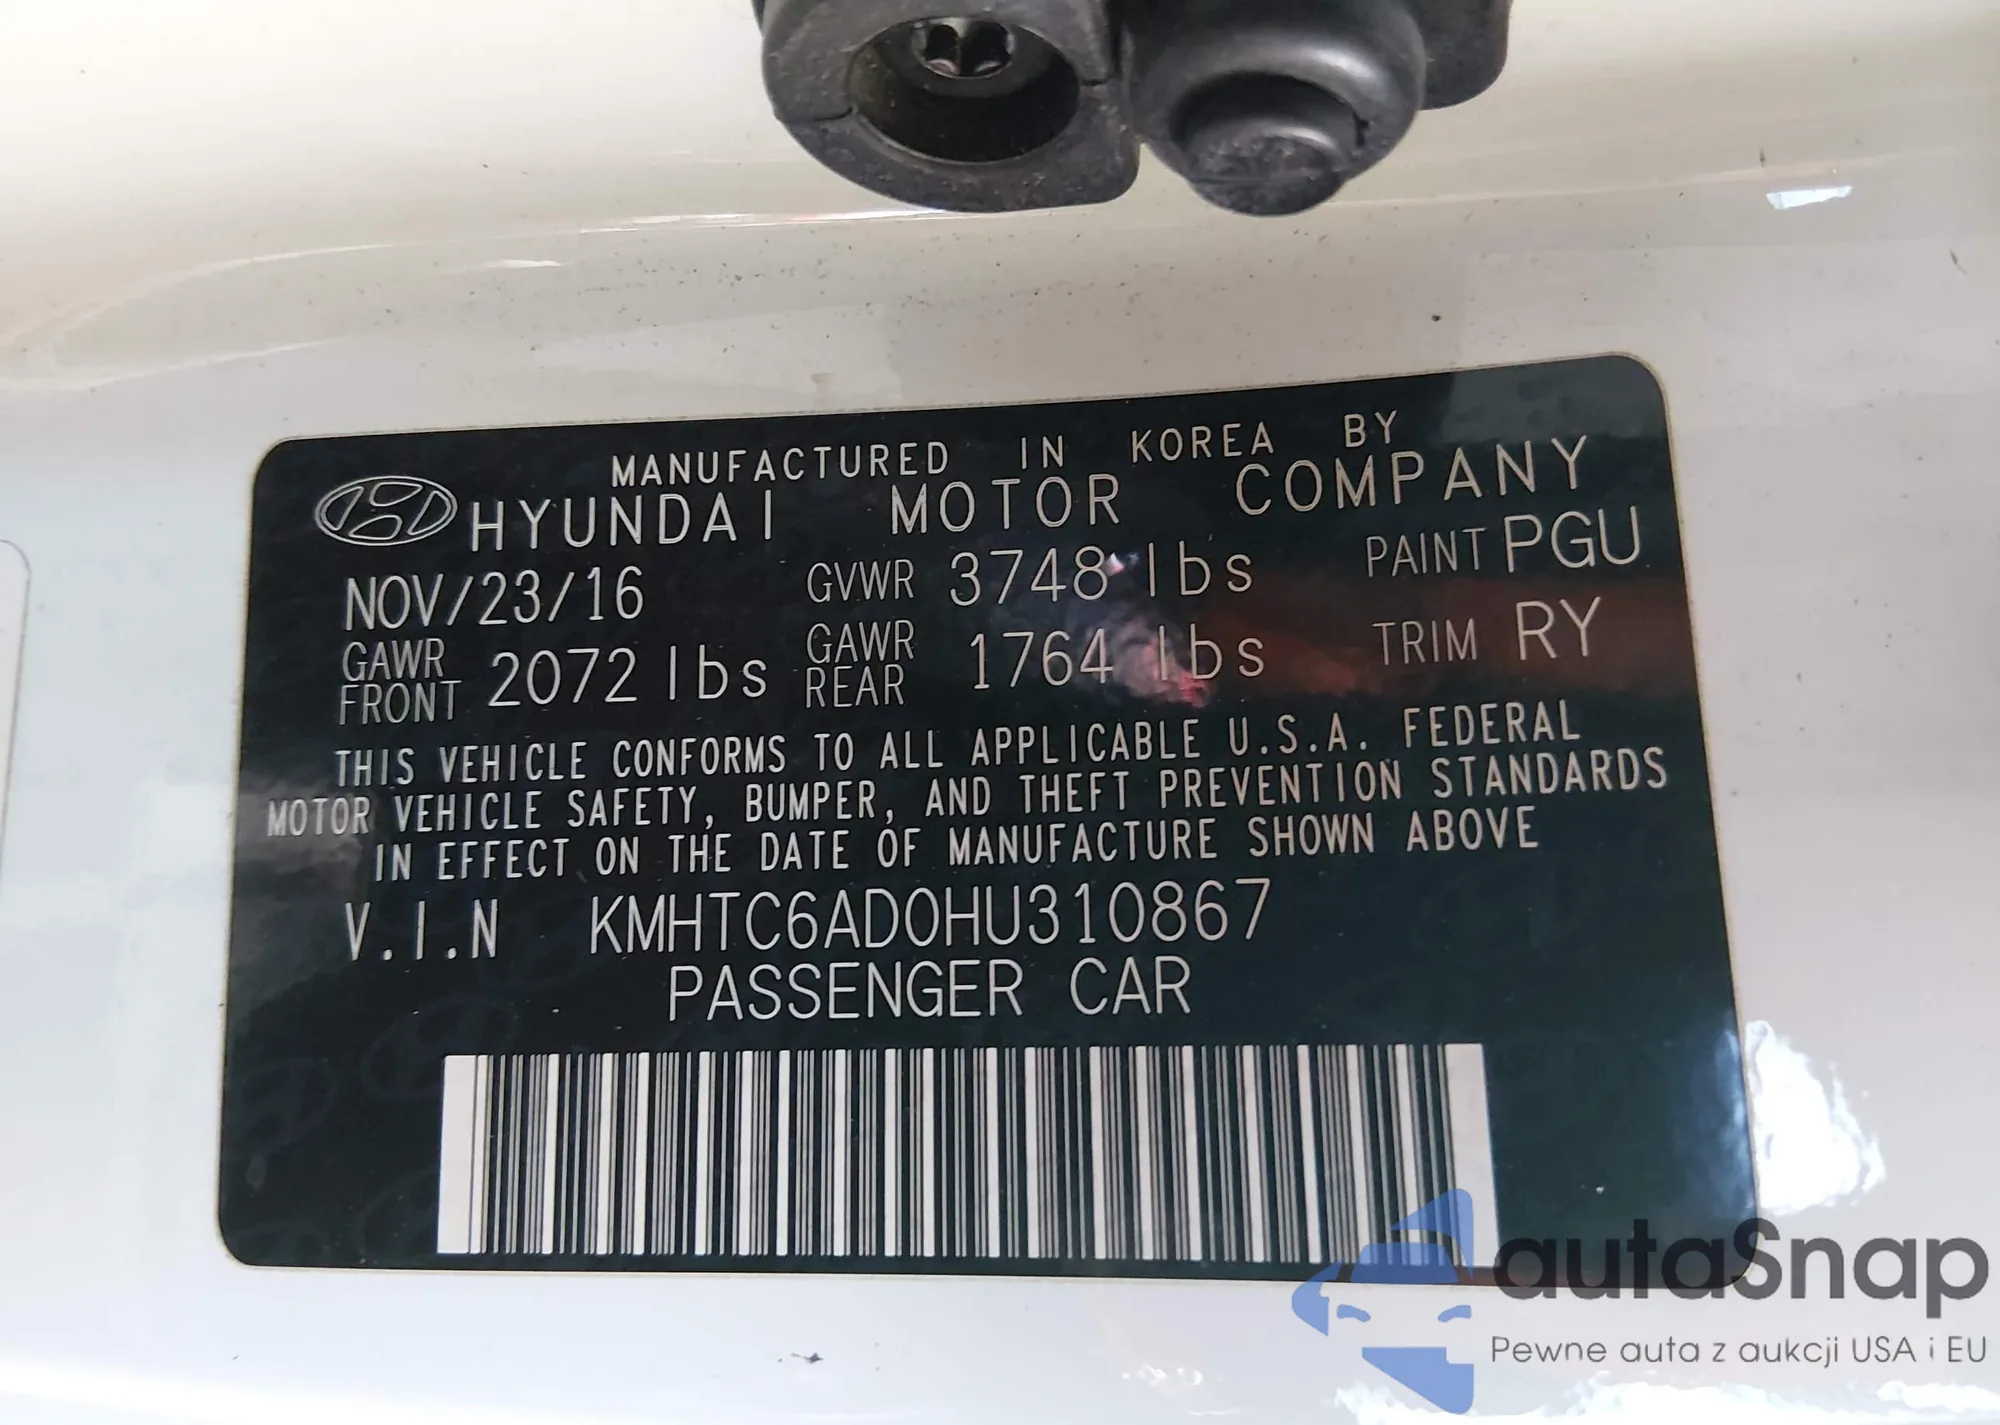 MANUFACTURED IN KOREA BY
HYUNDAI MOTOR COMPANY
NOV/23/16 GVWR 3748 lbs PAINT PGU
GAWR FRONT 2072 lbs GAWR REAR 1764 lbs TRIM RY
THIS VEHICLE CONFORMS TO ALL APPLICABLE U.S.A. FEDERAL
MOTOR VEHICLE SAFETY, BUMPER, AND THEFT PREVENTION STANDARDS
IN EFFECT ON THE DATE OF MANUFACTURE SHOWN ABOVE
V.I.N KMHTC6AD0HU310867
PASSENGER CAR
autoSnap
Pewne auta z aukcji USA i EU